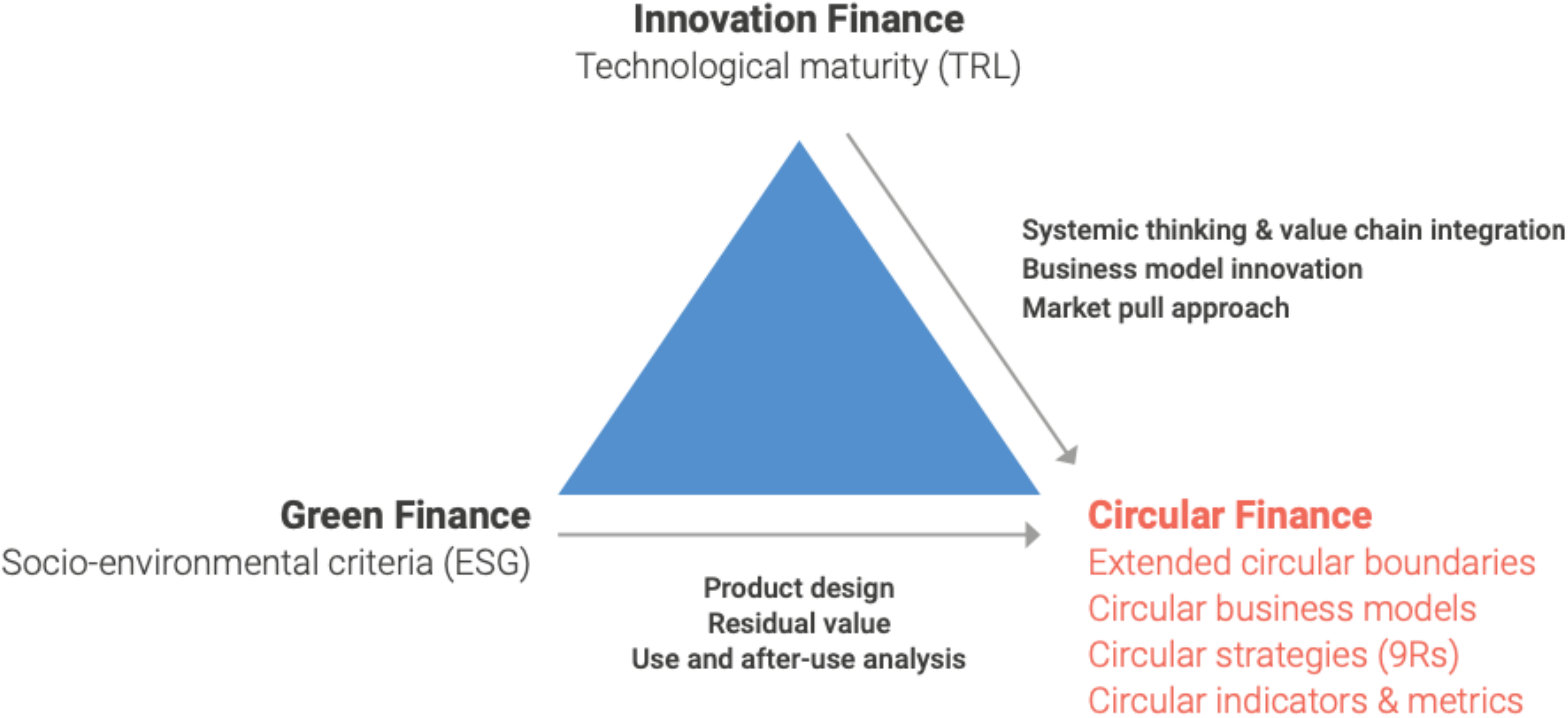 Innovation Finance
Technological maturity (TRL)
Systemic thinking & value chain integration
Business model innovation
Market pull approach
Green Finance
Socio-environmental criteria (ESG)
Product design
Residual value
Use and after-use analysis
Circular Finance
Extended circular boundaries
Circular business models
Circular strategies (9Rs)
Circular indicators & metrics